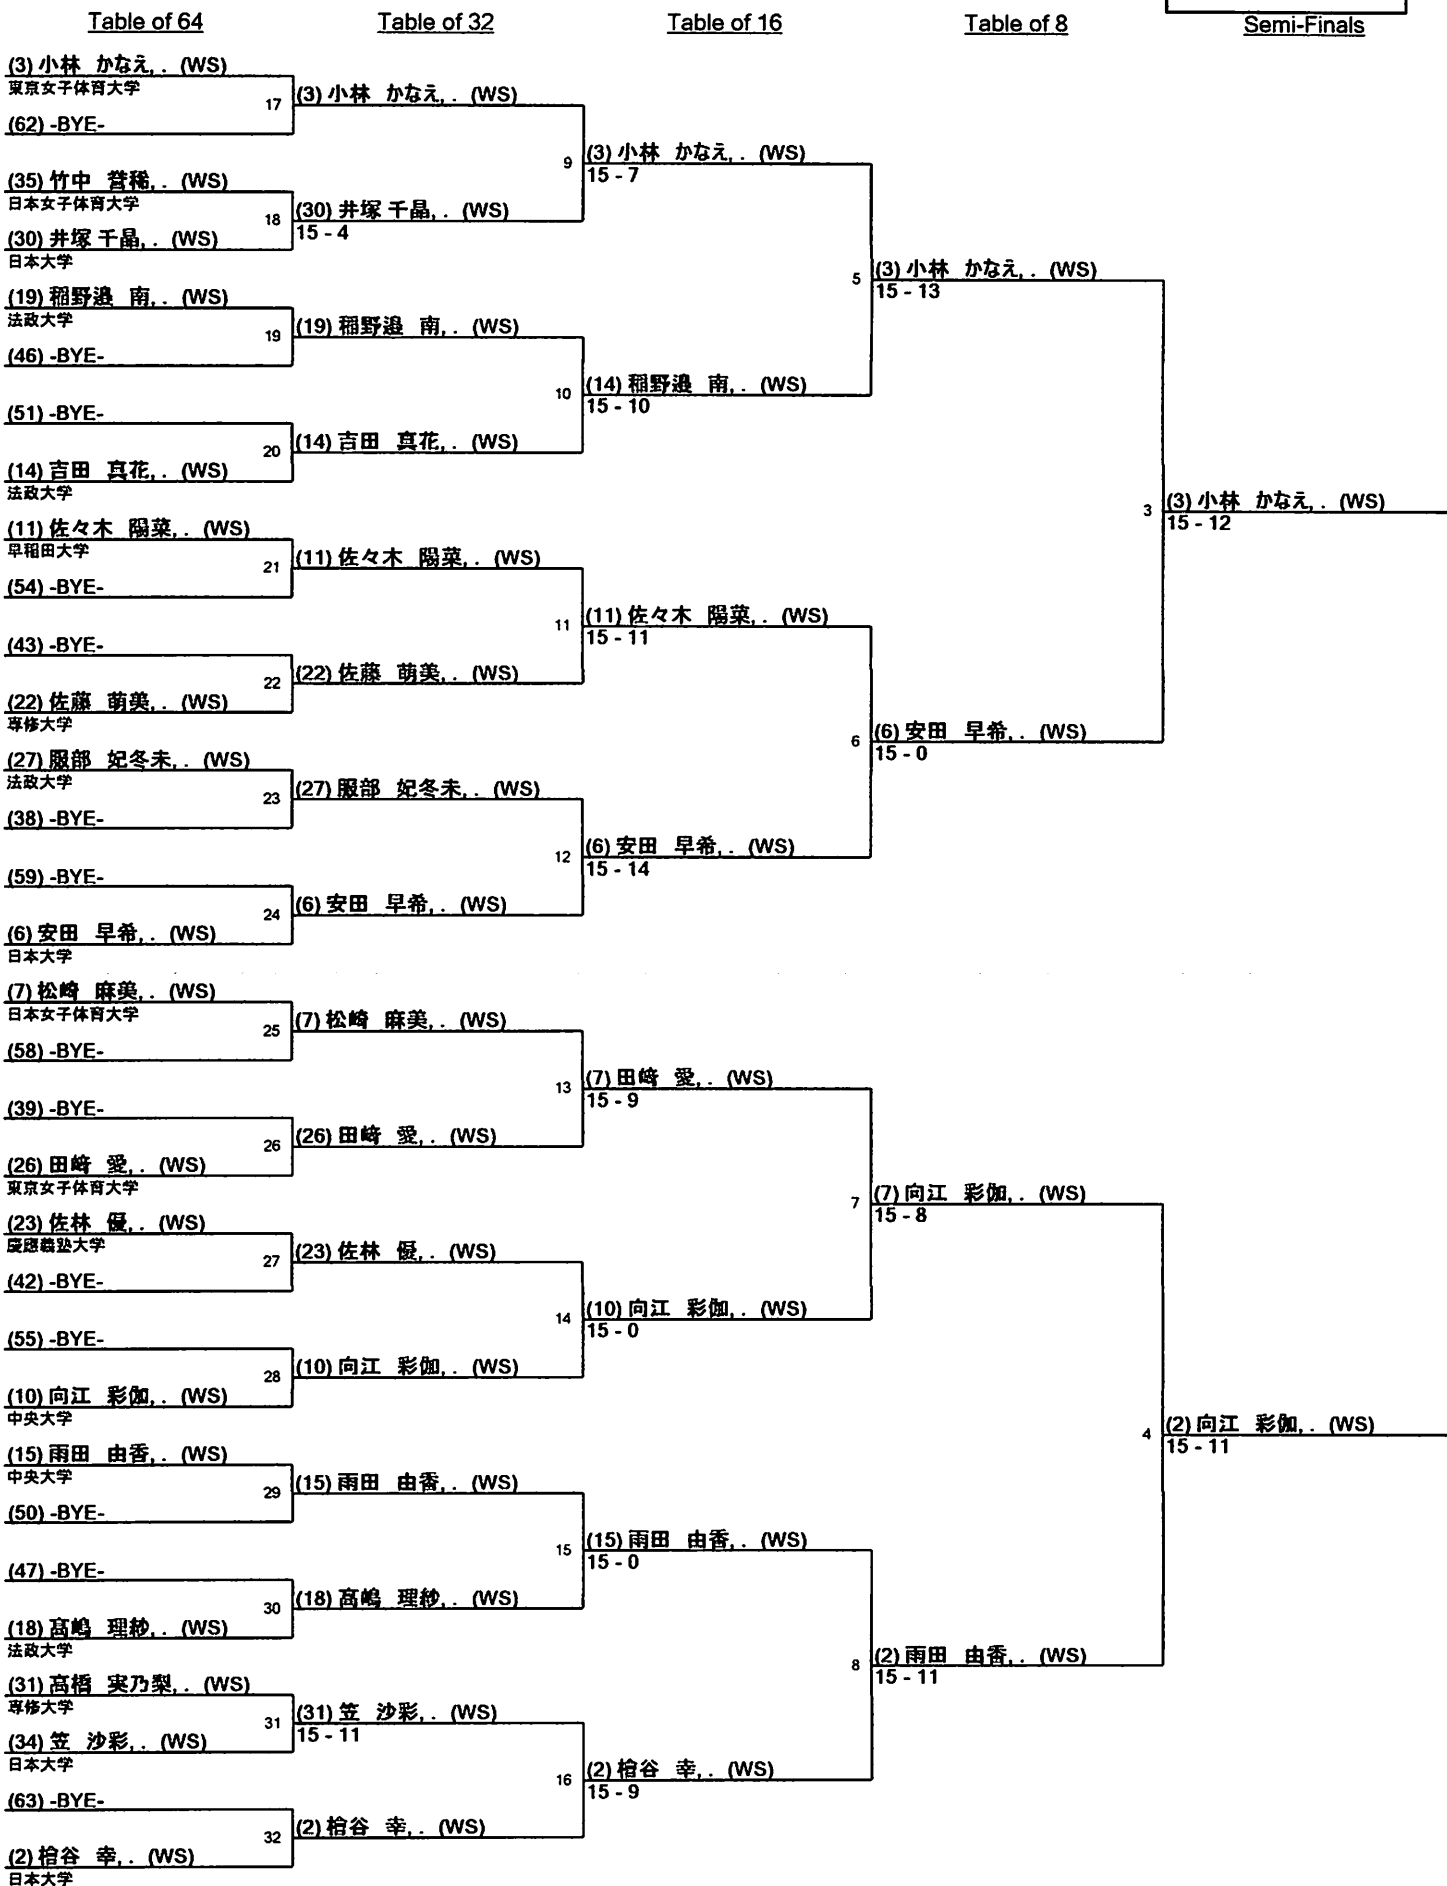 Table of 64
Table of 32
Table of 16
Table of 8
Semi-Finals
(3) 小林 かなえ, . (WS)
東京女子体育大学
17
(62) -BYE-
(35) 竹中 誉稀, . (WS)
日本女子体育大学
18
(30) 井塚 千晶, . (WS)
日本大学
(19) 稲野邉 南, . (WS)
法政大学
19
(46) -BYE-
(51) -BYE-
20
(14) 吉田 真花, . (WS)
法政大学
(11) 佐々木 陽菜, . (WS)
早稲田大学
21
(54) -BYE-
(43) -BYE-
22
(22) 佐藤 萌美, . (WS)
専修大学
(27) 服部 妃冬未, . (WS)
法政大学
23
(38) -BYE-
(59) -BYE-
24
(6) 安田 早希, . (WS)
日本大学
(7) 松崎 麻美, . (WS)
日本女子体育大学
25
(58) -BYE-
(39) -BYE-
26
(26) 田﨑 愛, . (WS)
東京女子体育大学
(23) 佐林 優, . (WS)
慶應義塾大学
27
(42) -BYE-
(55) -BYE-
28
(10) 向江 彩伽, . (WS)
中央大学
(15) 雨田 由香, . (WS)
中央大学
29
(50) -BYE-
(47) -BYE-
30
(18) 髙嶋 理紗, . (WS)
法政大学
(31) 高橋 実乃梨, . (WS)
専修大学
31
(34) 笠 沙彩, . (WS)
日本大学
(63) -BYE-
32
(2) 檜谷 幸, . (WS)
日本大学
(3) 小林 かなえ, . (WS)
9
(30) 井塚 千晶, . (WS)
15 - 4
(19) 稲野邉 南, . (WS)
10
(14) 吉田 真花, . (WS)
(11) 佐々木 陽菜, . (WS)
11
(22) 佐藤 萌美, . (WS)
(27) 服部 妃冬未, . (WS)
12
(6) 安田 早希, . (WS)
(7) 松崎 麻美, . (WS)
13
(26) 田﨑 愛, . (WS)
(23) 佐林 優, . (WS)
14
(10) 向江 彩伽, . (WS)
(15) 雨田 由香, . (WS)
15
(18) 髙嶋 理紗, . (WS)
(31) 笠 沙彩, . (WS)
15 - 11
16
(2) 檜谷 幸, . (WS)
(3) 小林 かなえ, . (WS)
15 - 7
5
(14) 稲野邉 南, . (WS)
15 - 10
(11) 佐々木 陽菜, . (WS)
15 - 11
6
(6) 安田 早希, . (WS)
15 - 14
(7) 田﨑 愛, . (WS)
15 - 9
7
(10) 向江 彩伽, . (WS)
15 - 0
(15) 雨田 由香, . (WS)
15 - 0
8
(2) 檜谷 幸, . (WS)
15 - 9
(3) 小林 かなえ, . (WS)
15 - 13
3
(6) 安田 早希, . (WS)
15 - 0
(7) 向江 彩伽, . (WS)
15 - 8
4
(2) 雨田 由香, . (WS)
15 - 11
(3) 小林 かなえ, . (WS)
15 - 12
(2) 向江 彩伽, . (WS)
15 - 11